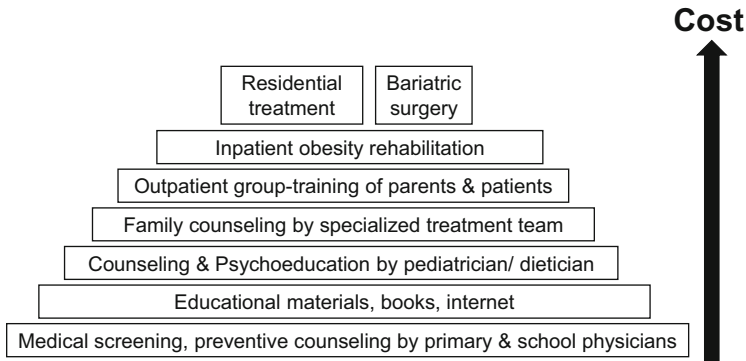 Cost
Residential
treatment
Bariatric
surgery
Inpatient obesity rehabilitation
Outpatient group-training of parents & patients
Family counseling by specialized treatment team
Counseling & Psychoeducation by pediatrician/ dietician
Educational materials, books, internet
Medical screening, preventive counseling by primary & school physicians